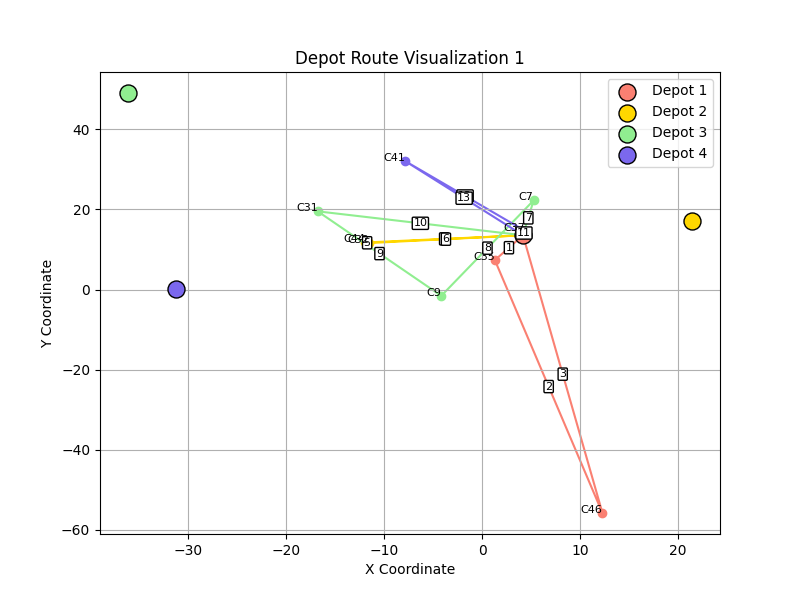 Depot Route Visualization 1
Depot 1
Depot 2
Depot 3
Depot 4
Y Coordinate
40
20
0
−20
−40
−60
C41
13
C31
C7
7
10
11
5
6
8
1
9
C9
3
2
C46
−30
−20
−10
0
10
20
X Coordinate